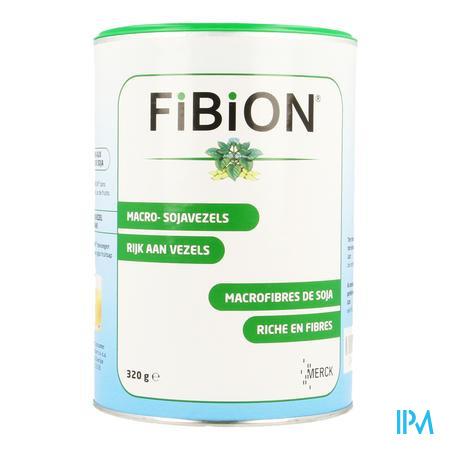 FiBiON®
MACRO- SOJAVEZELS
RIJK AAN VEZELS
MACROFIBRES DE SOJA
RICHE EN FIBRES
320 g e
MERCK
IPM